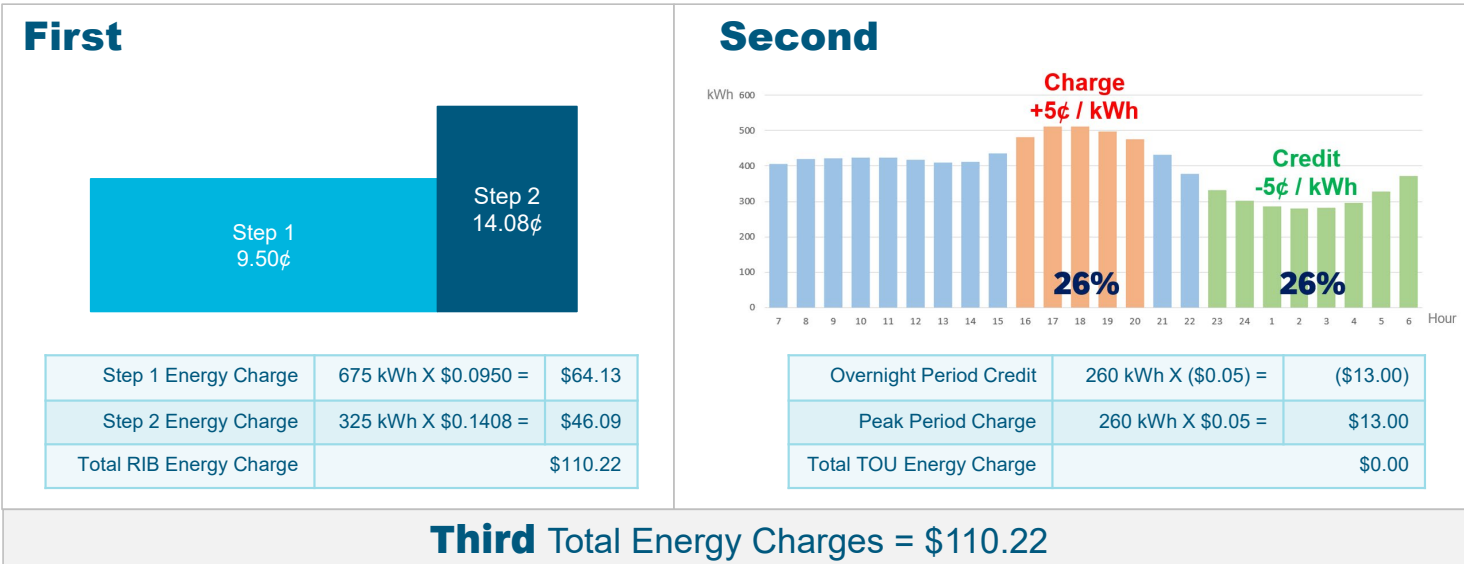 First
Step 1
9.50¢
Step 2
14.08¢
Step 1 Energy Charge 675 kWh X $0.0950 = $64.13
Step 2 Energy Charge 325 kWh X $0.1408 = $46.09
Total RIB Energy Charge $110.22
Second
Charge
+5¢ / kWh
Credit
-5¢ / kWh
kWh 600
500
400
300
200
100
0
26% 26%
7 8 9 10 11 12 13 14 15 16 17 18 19 20 21 22 23 24 1 2 3 4 5 6 Hour
Overnight Period Credit 260 kWh X ($0.05) = ($13.00)
Peak Period Charge 260 kWh X $0.05 = $13.00
Total TOU Energy Charge $0.00
Third Total Energy Charges = $110.22